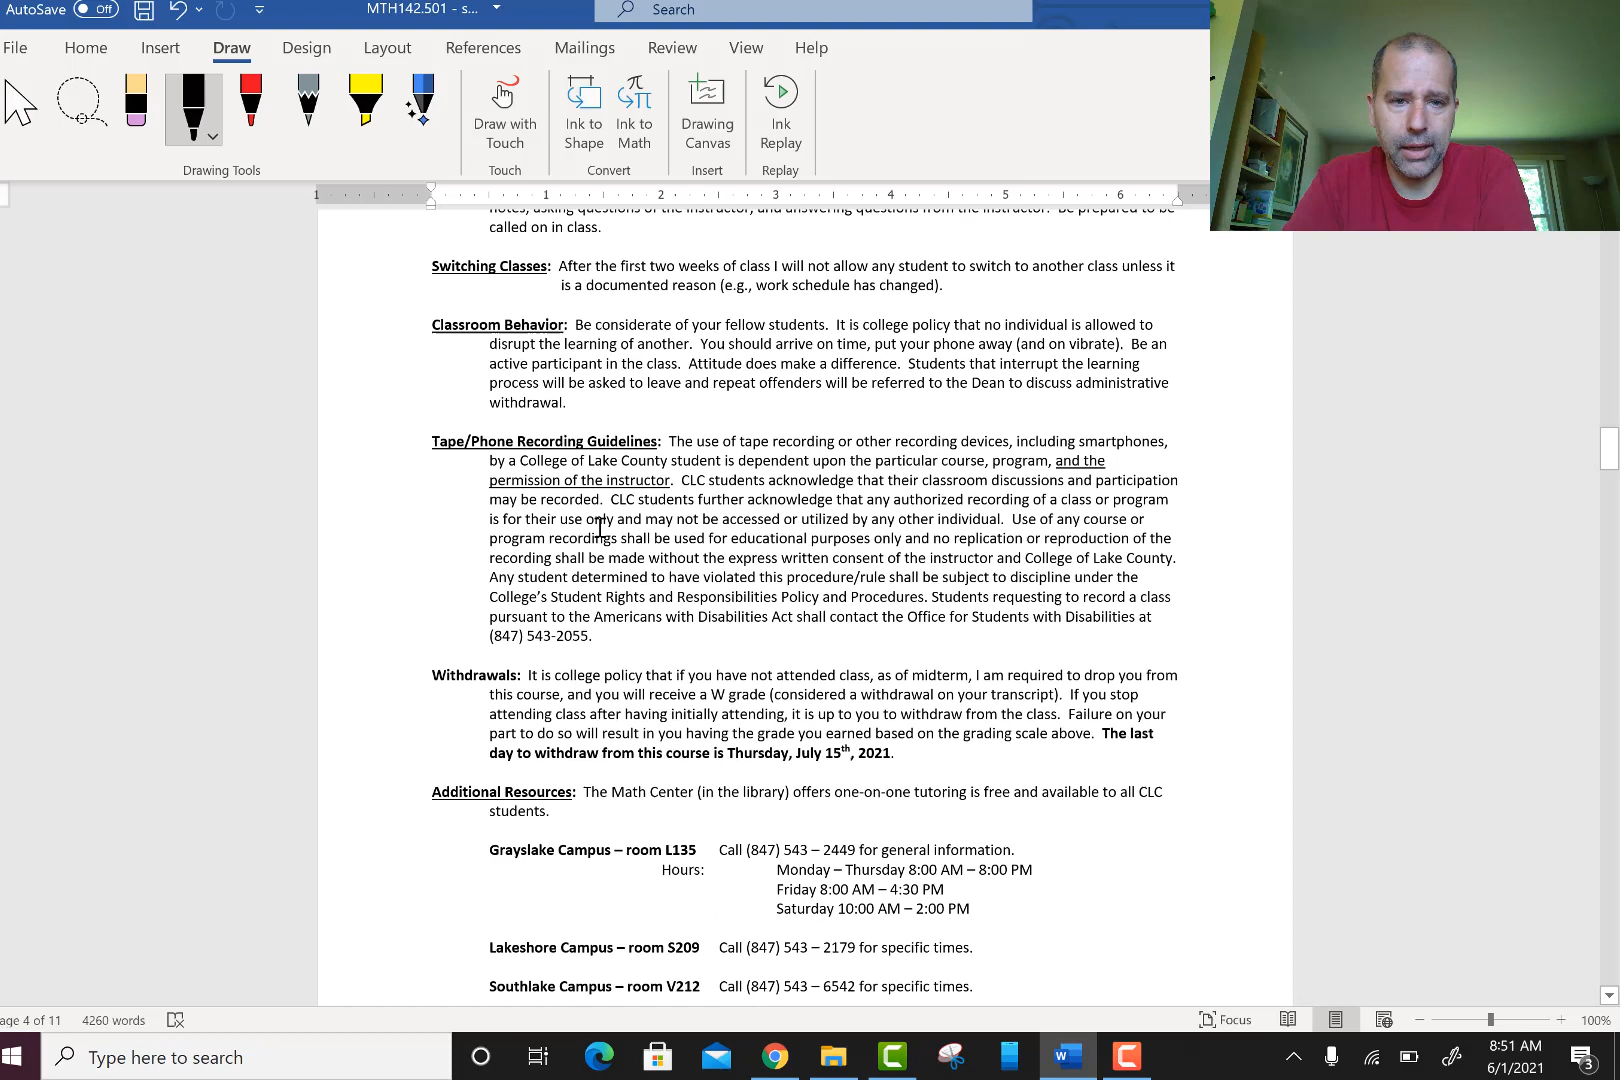 AutoSave Off MTH142.501 - s... Search
File Home Insert Draw Design Layout References Mailings Review View Help
Draw with Touch
Ink to Shape
Ink to Math
Drawing Canvas
Ink Replay
Drawing Tools Touch Convert Insert Replay
1 1 2 3 4 5 6
notes, asking questions of the instructor, and answering questions from the instructor. Be prepared to be
called on in class.
Switching Classes: After the first two weeks of class I will not allow any student to switch to another class unless it
is a documented reason (e.g., work schedule has changed).
Classroom Behavior: Be considerate of your fellow students. It is college policy that no individual is allowed to
disrupt the learning of another. You should arrive on time, put your phone away (and on vibrate). Be an
active participant in the class. Attitude does make a difference. Students that interrupt the learning
process will be asked to leave and repeat offenders will be referred to the Dean to discuss administrative
withdrawal.
Tape/Phone Recording Guidelines: The use of tape recording or other recording devices, including smartphones,
by a College of Lake County student is dependent upon the particular course, program, and the
permission of the instructor. CLC students acknowledge that their classroom discussions and participation
may be recorded. CLC students further acknowledge that any authorized recording of a class or program
is for their use only and may not be accessed or utilized by any other individual. Use of any course or
program recordings shall be used for educational purposes only and no replication or reproduction of the
recording shall be made without the express written consent of the instructor and College of Lake County.
Any student determined to have violated this procedure/rule shall be subject to discipline under the
College's Student Rights and Responsibilities Policy and Procedures. Students requesting to record a class
pursuant to the Americans with Disabilities Act shall contact the Office for Students with Disabilities at
(847) 543-2055.
Withdrawals: It is college policy that if you have not attended class, as of midterm, I am required to drop you from
this course, and you will receive a W grade (considered a withdrawal on your transcript). If you stop
attending class after having initially attending, it is up to you to withdraw from the class. Failure on your
part to do so will result in you having the grade you earned based on the grading scale above. The last
day to withdraw from this course is Thursday, July 15th, 2021.
Additional Resources: The Math Center (in the library) offers one-on-one tutoring is free and available to all CLC
students.
Grayslake Campus – room L135 Call (847) 543 – 2449 for general information.
Hours: Monday – Thursday 8:00 AM – 8:00 PM
Friday 8:00 AM – 4:30 PM
Saturday 10:00 AM – 2:00 PM
Lakeshore Campus – room S209 Call (847) 543 – 2179 for specific times.
Southlake Campus – room V212 Call (847) 543 – 6542 for specific times.
age 4 of 11 4260 words Focus 100%
Type here to search 8:51 AM
6/1/2021 3